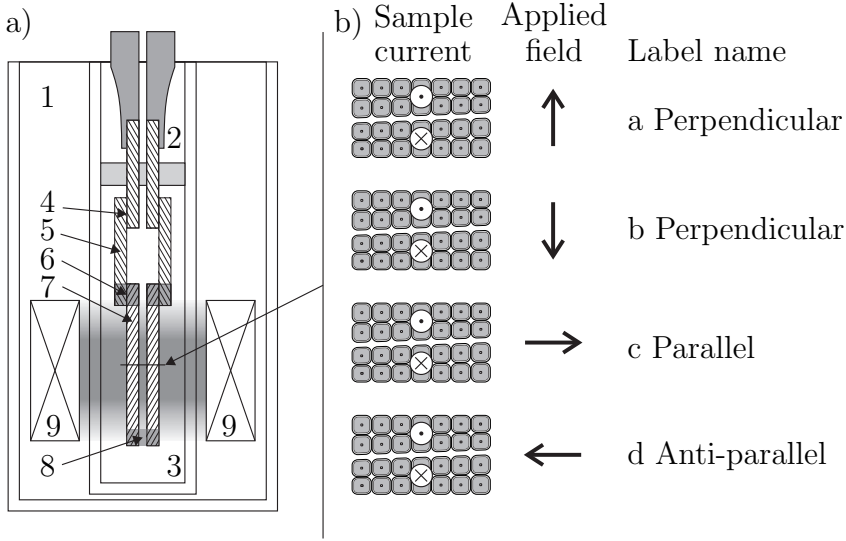 a)
1
2
4
5
6
7
9
9
8
3
b)
Sample current
Applied field
Label name
a Perpendicular
b Perpendicular
c Parallel
d Anti-parallel